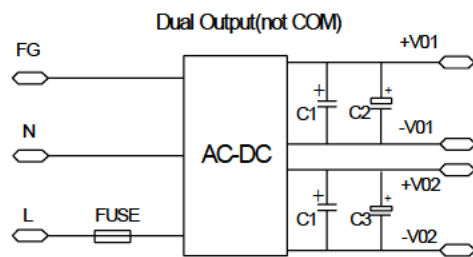 Dual Output(not COM)
FG
+V01
+
+
C1
C2
N
-V01
AC-DC
+V02
+
+
L
FUSE
C1
C3
-V02